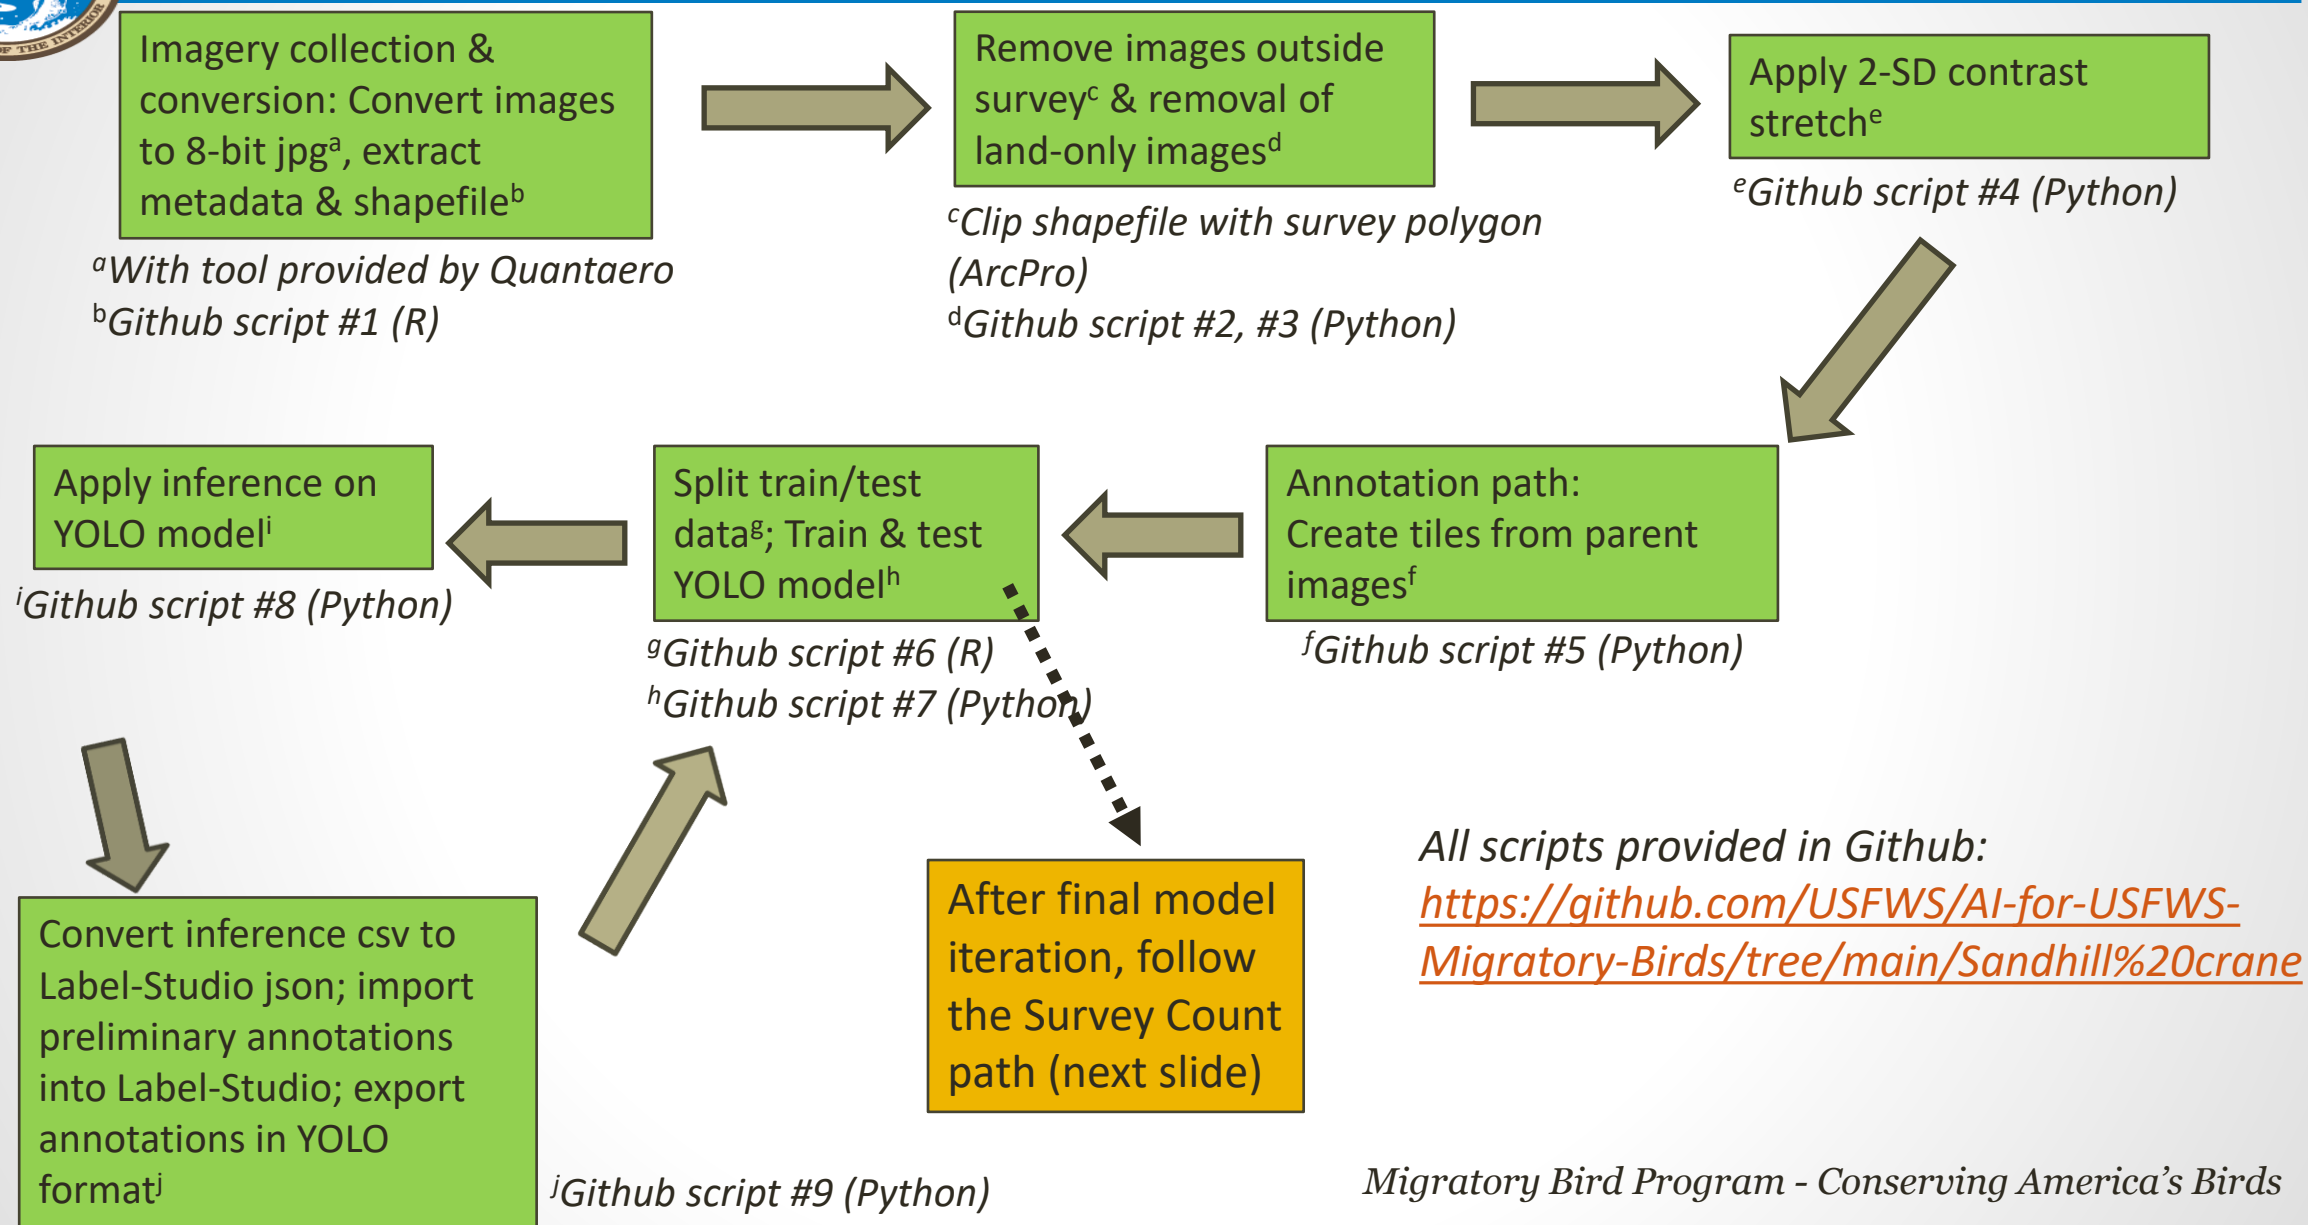 OF THE INTERIOR
Imagery collection &
conversion: Convert images
to 8-bit jpgᵃ, extract
metadata & shapefileᵇ
ᵃWith tool provided by Quantaero
ᵇGithub script #1 (R)
Remove images outside
surveyᶜ & removal of
land-only imagesᵈ
ᶜClip shapefile with survey polygon
(ArcPro)
ᵈGithub script #2, #3 (Python)
Apply 2-SD contrast
stretchᵉ
ᵉGithub script #4 (Python)
Annotation path:
Create tiles from parent
imagesᶠ
ᶠGithub script #5 (Python)
Split train/test
dataᵍ; Train & test
YOLO modelʰ
ᵍGithub script #6 (R)
ʰGithub script #7 (Python)
Apply inference on
YOLO modelⁱ
ⁱGithub script #8 (Python)
Convert inference csv to
Label-Studio json; import
preliminary annotations
into Label-Studio; export
annotations in YOLO
formatʲ
ʲGithub script #9 (Python)
After final model
iteration, follow
the Survey Count
path (next slide)
All scripts provided in Github:
https://github.com/USFWS/AI-for-USFWS-
Migratory-Birds/tree/main/Sandhill%20crane
Migratory Bird Program - Conserving America's Birds